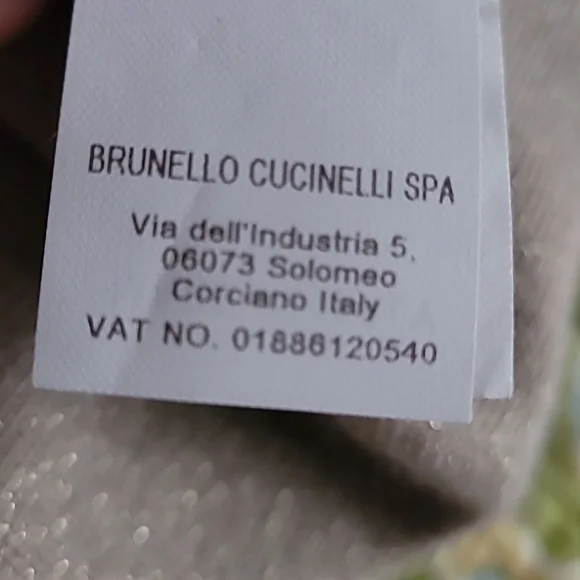 BRUNELLO CUCINELLI SPA
Via dell'Industria 5,
06073 Solomeo
Corciano Italy
VAT NO. 01886120540